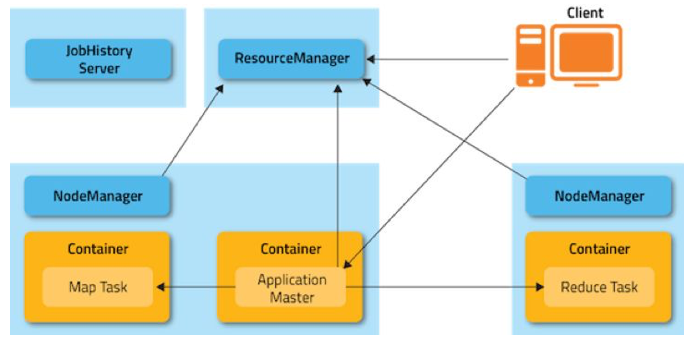 Client
JobHistory
Server
ResourceManager
NodeManager
NodeManager
Container
Container
Container
Map Task
Application
Master
Reduce Task